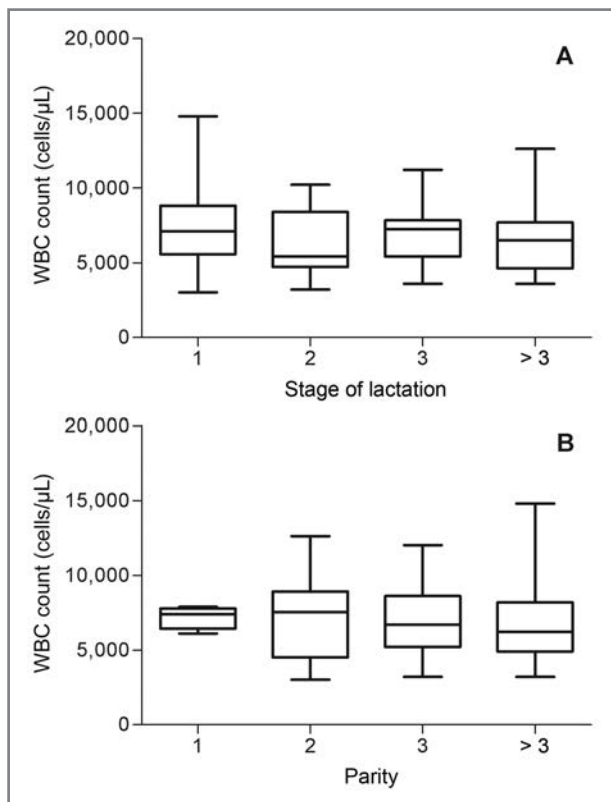 A
WBC count (cells/µL)
20,000
15,000
10,000
5,000
0
1 2 3 > 3
Stage of lactation
B
WBC count (cells/µL)
20,000
15,000
10,000
5,000
0
1 2 3 > 3
Parity